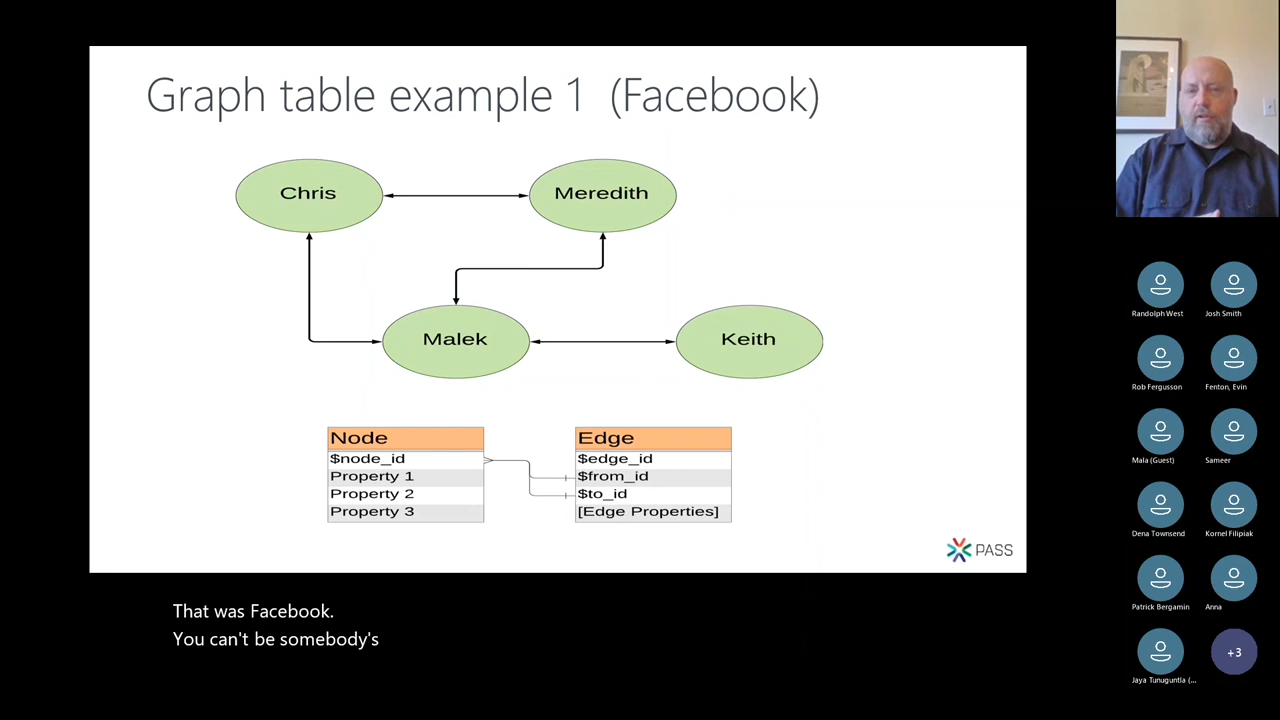 Graph table example 1 (Facebook)
Chris
Meredith
Malek
Keith
Node
$node_id
Property 1
Property 2
Property 3
Edge
$edge_id
$from_id
$to_id
[Edge Properties]
PASS
That was Facebook.
You can't be somebody's
Randolph West
Josh Smith
Rob Fergusson
Fenton, Evin
Mala (Guest)
Sameer
Dena Townsend
Kornel Filipiak
Patrick Bergamin
Anna
Jaya Tunuguntla (...
+3